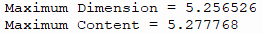 Maximum Dimension = 5.256526
Maximum Content = 5.277768